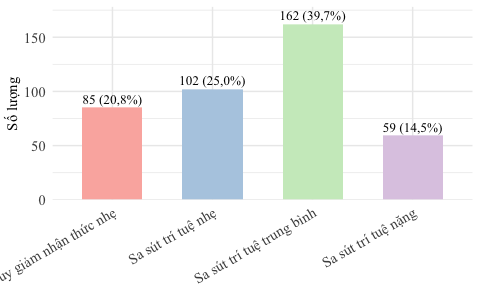 Số lượng
150
100
50
0
85 (20,8%)
102 (25,0%)
162 (39,7%)
59 (14,5%)
giảm nhận thức nhẹ
Sa sút trí tuệ nhẹ
Sa sút trí tuệ trung bình
Sa sút trí tuệ nặng